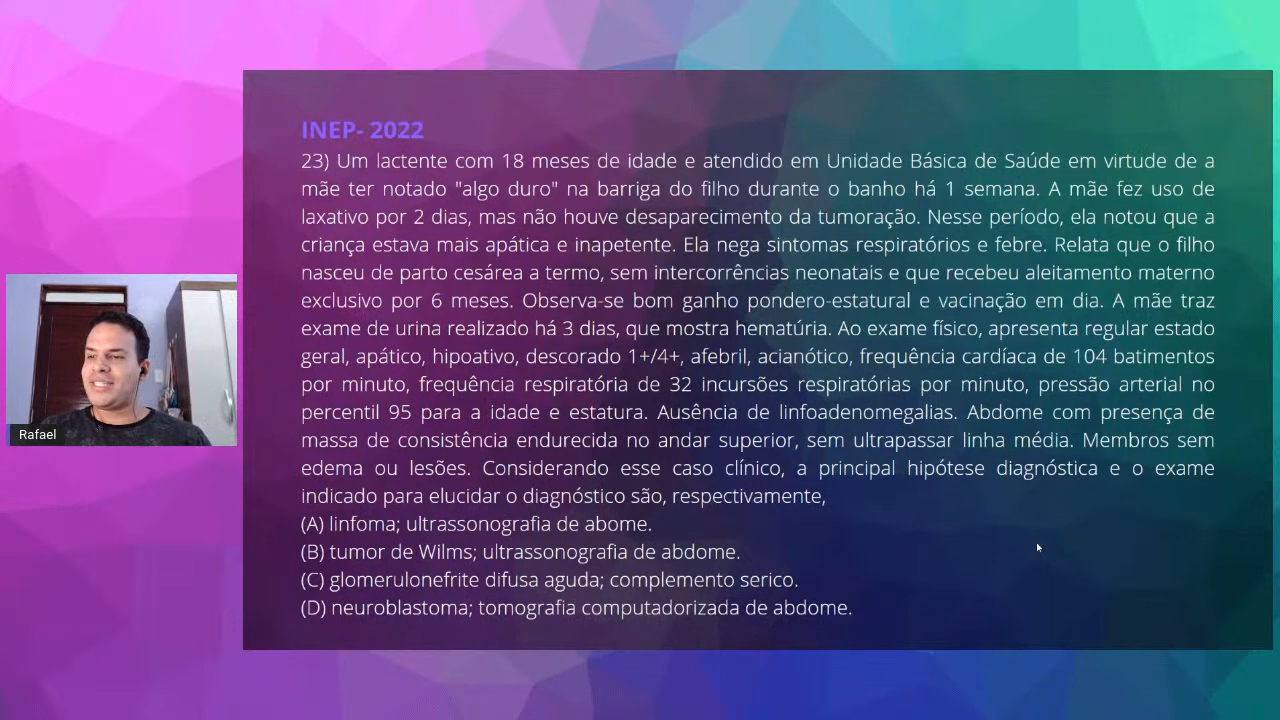 INEP- 2022
23) Um lactente com 18 meses de idade e atendido em Unidade Básica de Saúde em virtude de a
mãe ter notado "algo duro" na barriga do filho durante o banho há 1 semana. A mãe fez uso de
laxativo por 2 dias, mas não houve desaparecimento da tumoração. Nesse período, ela notou que a
criança estava mais apática e inapetente. Ela nega sintomas respiratórios e febre. Relata que o filho
nasceu de parto cesárea a termo, sem intercorrências neonatais e que recebeu aleitamento materno
exclusivo por 6 meses. Observa-se bom ganho pondero-estatural e vacinação em dia. A mãe traz
exame de urina realizado há 3 dias, que mostra hematúria. Ao exame físico, apresenta regular estado
geral, apático, hipoativo, descorado 1+/4+, afebril, acianótico, frequência cardíaca de 104 batimentos
por minuto, frequência respiratória de 32 incursões respiratórias por minuto, pressão arterial no
percentil 95 para a idade e estatura. Ausência de linfoadenomegalias. Abdome com presença de
massa de consistência endurecida no andar superior, sem ultrapassar linha média. Membros sem
edema ou lesões. Considerando esse caso clínico, a principal hipótese diagnóstica e o exame
indicado para elucidar o diagnóstico são, respectivamente,
(A) linfoma; ultrassonografia de abome.
(B) tumor de Wilms; ultrassonografia de abdome.
(C) glomerulonefrite difusa aguda; complemento serico.
(D) neuroblastoma; tomografia computadorizada de abdome.
Rafael